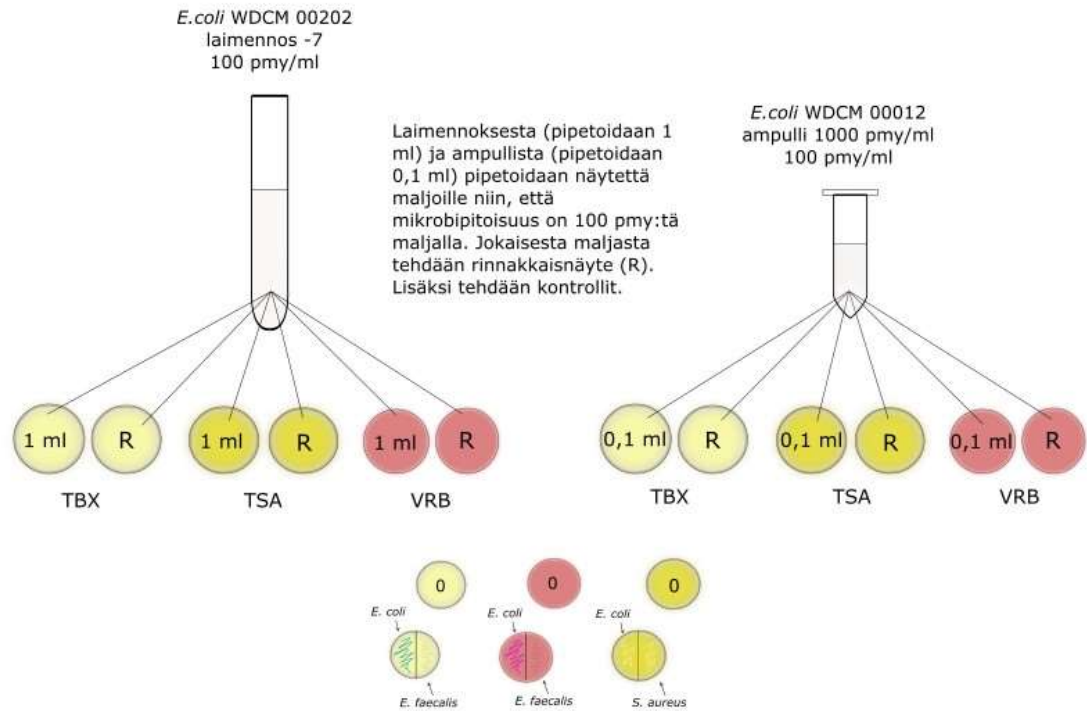 E.coli WDCM 00202
laimennos -7
100 pmy/ml
Laimennoksesta (pipetoidaan 1
ml) ja ampullista (pipetoidaan
0,1 ml) pipetoidaan näytettä
maljoille niin, että
mikrobipitoisuus on 100 pmy:tä
maljalla. Jokaisesta maljasta
tehdään rinnakkaisnäyte (R).
Lisäksi tehdään kontrollit.
E.coli WDCM 00012
ampulli 1000 pmy/ml
100 pmy/ml
1 ml R 1 ml R 1 ml R
TBX TSA VRB
0,1 ml R 0,1 ml R 0,1 ml R
TBX TSA VRB
0 0 0
E. coli E. coli E. coli
E. faecalis E. faecalis S. aureus